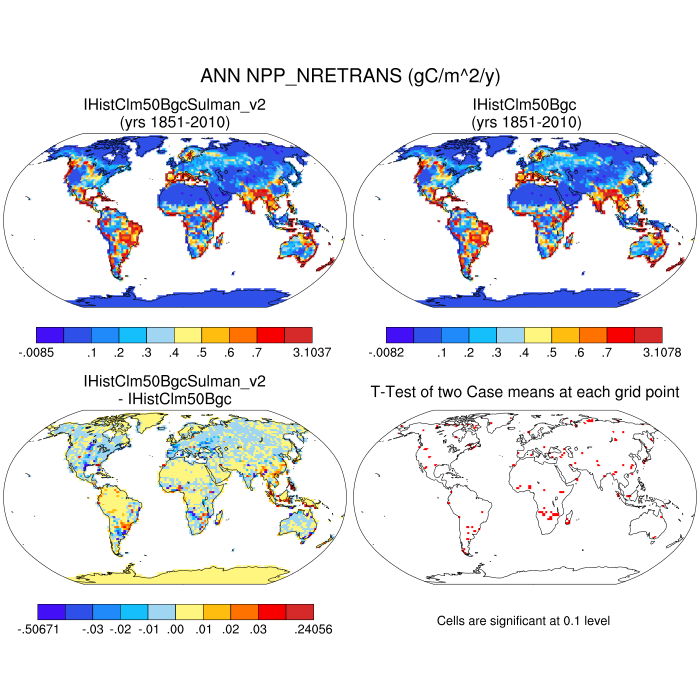 ANN NPP_NRETRANS (gC/m^2/y)
IHistClm50BgcSulman_v2
(yrs 1851-2010)
IHistClm50Bgc
(yrs 1851-2010)
-.0085 .1 .2 .3 .4 .5 .6 .7 3.1037
-.0082 .1 .2 .3 .4 .5 .6 .7 3.1078
IHistClm50BgcSulman_v2
- IHistClm50Bgc
T-Test of two Case means at each grid point
-.50671 -.03 -.02 -.01 .00 .01 .02 .03 .24056
Cells are significant at 0.1 level